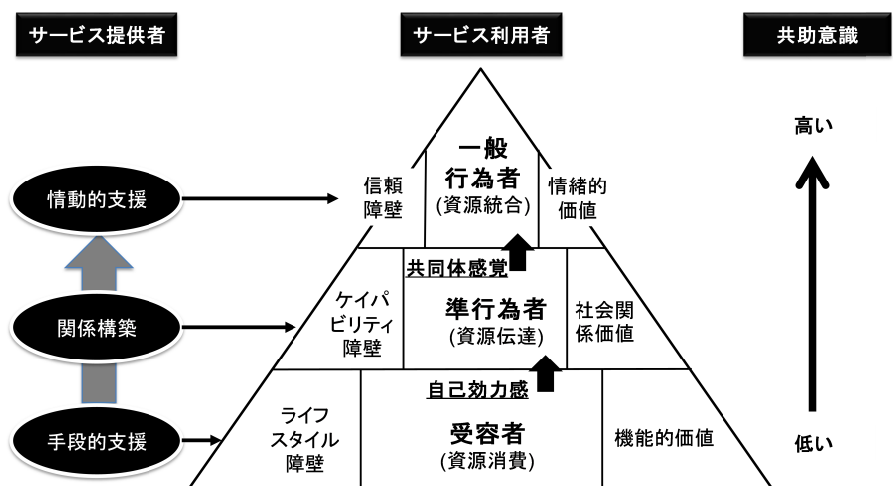 サービス提供者
サービス利用者
共助意識
高い
一般
行為者
(資源統合)
情動的支援
信頼
障壁
情緒的
価値
共同体感覚
関係構築
ケイパ
ビリティ
障壁
準行為者
(資源伝達)
社会関
係価値
自己効力感
手段的支援
ライフ
スタイル
障壁
受容者
(資源消費)
機能的価値
低い